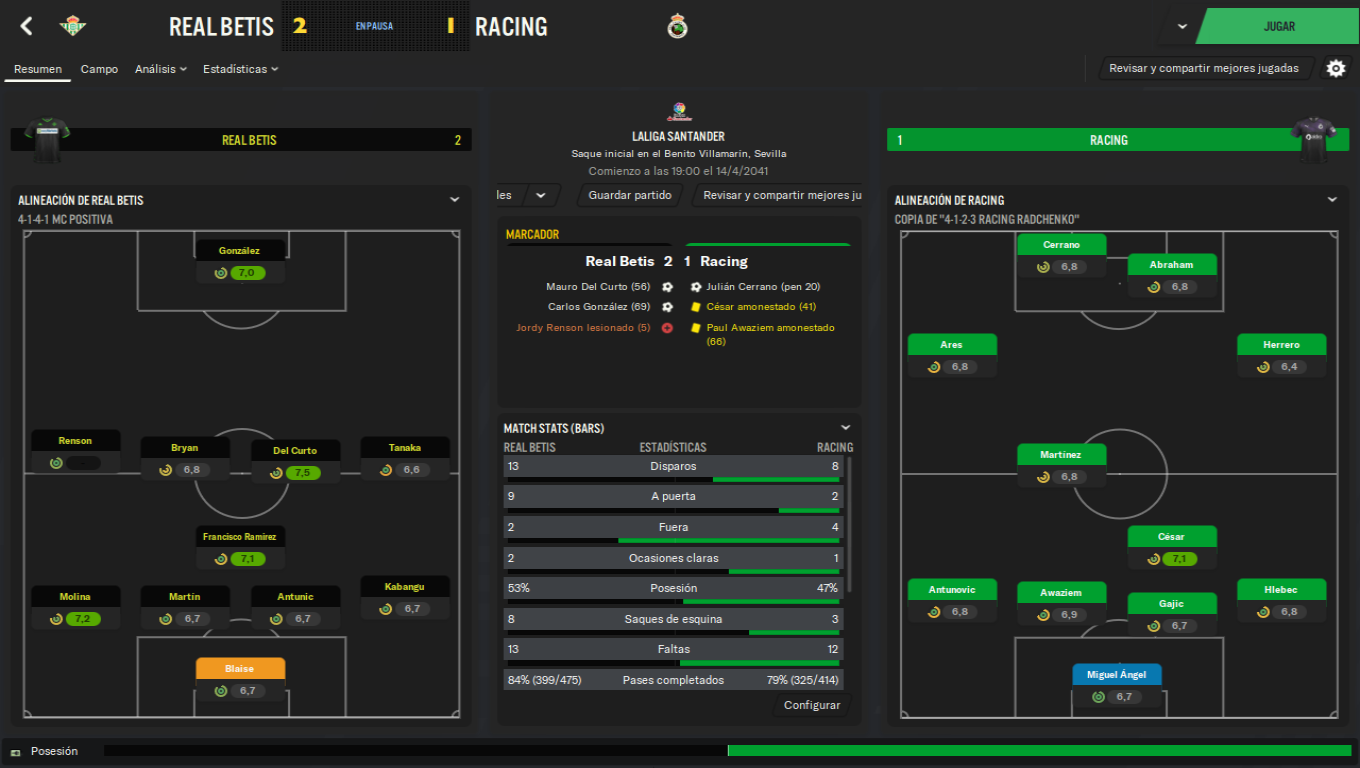 REAL BETIS 2 EN PAUSA 1 RACING
JUGAR
Resumen Campo Análisis Estadísticas
Revisar y compartir mejores jugadas
REAL BETIS 2
LALIGA SANTANDER
Saque inicial en el Benito Villamarín, Sevilla
Comienzo a las 19:00 el 14/4/2041
les Guardar partido Revisar y compartir mejores ju
1 RACING
ALINEACIÓN DE REAL BETIS
4-1-4-1 MC POSITIVA
González
7,0
Renson
-
Bryan
6,8
Del Curto
7,5
Tanaka
6,6
Francisco Ramírez
7,1
Molina
7,2
Martín
6,7
Antunic
6,7
Kabangu
6,7
Blaise
6,7
MARCADOR
Real Betis 2 1 Racing
Mauro Del Curto (56) Julián Cerrano (pen 20)
Carlos González (69) César amonestado (41)
Jordy Renson lesionado (5) Paul Awaziem amonestado
(66)
MATCH STATS (BARS)
REAL BETIS ESTADÍSTICAS RACING
13 Disparos 8
9 A puerta 2
2 Fuera 4
2 Ocasiones claras 1
53% Posesión 47%
8 Saques de esquina 3
13 Faltas 12
84% (399/475) Pases completados 79% (325/414)
Configurar
ALINEACIÓN DE RACING
COPIA DE "4-1-2-3 RACING RADCHENKO"
Cerrano
6,8
Abraham
6,8
Ares
6,8
Herrero
6,4
Martínez
6,8
César
7,1
Antunovic
6,8
Awaziem
6,9
Gajic
6,7
Hlebec
6,8
Miguel Ángel
6,7
Posesión